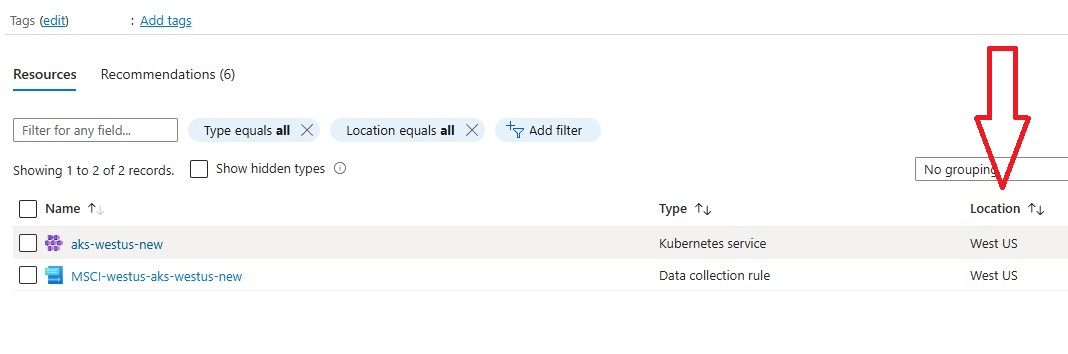 Tags (edit) : Add tags
Resources Recommendations (6)
Filter for any field... Type equals all Location equals all Add filter
Showing 1 to 2 of 2 records. Show hidden types
No grouping
Name Type Location
aks-westus-new Kubernetes service West US
MSCI-westus-aks-westus-new Data collection rule West US